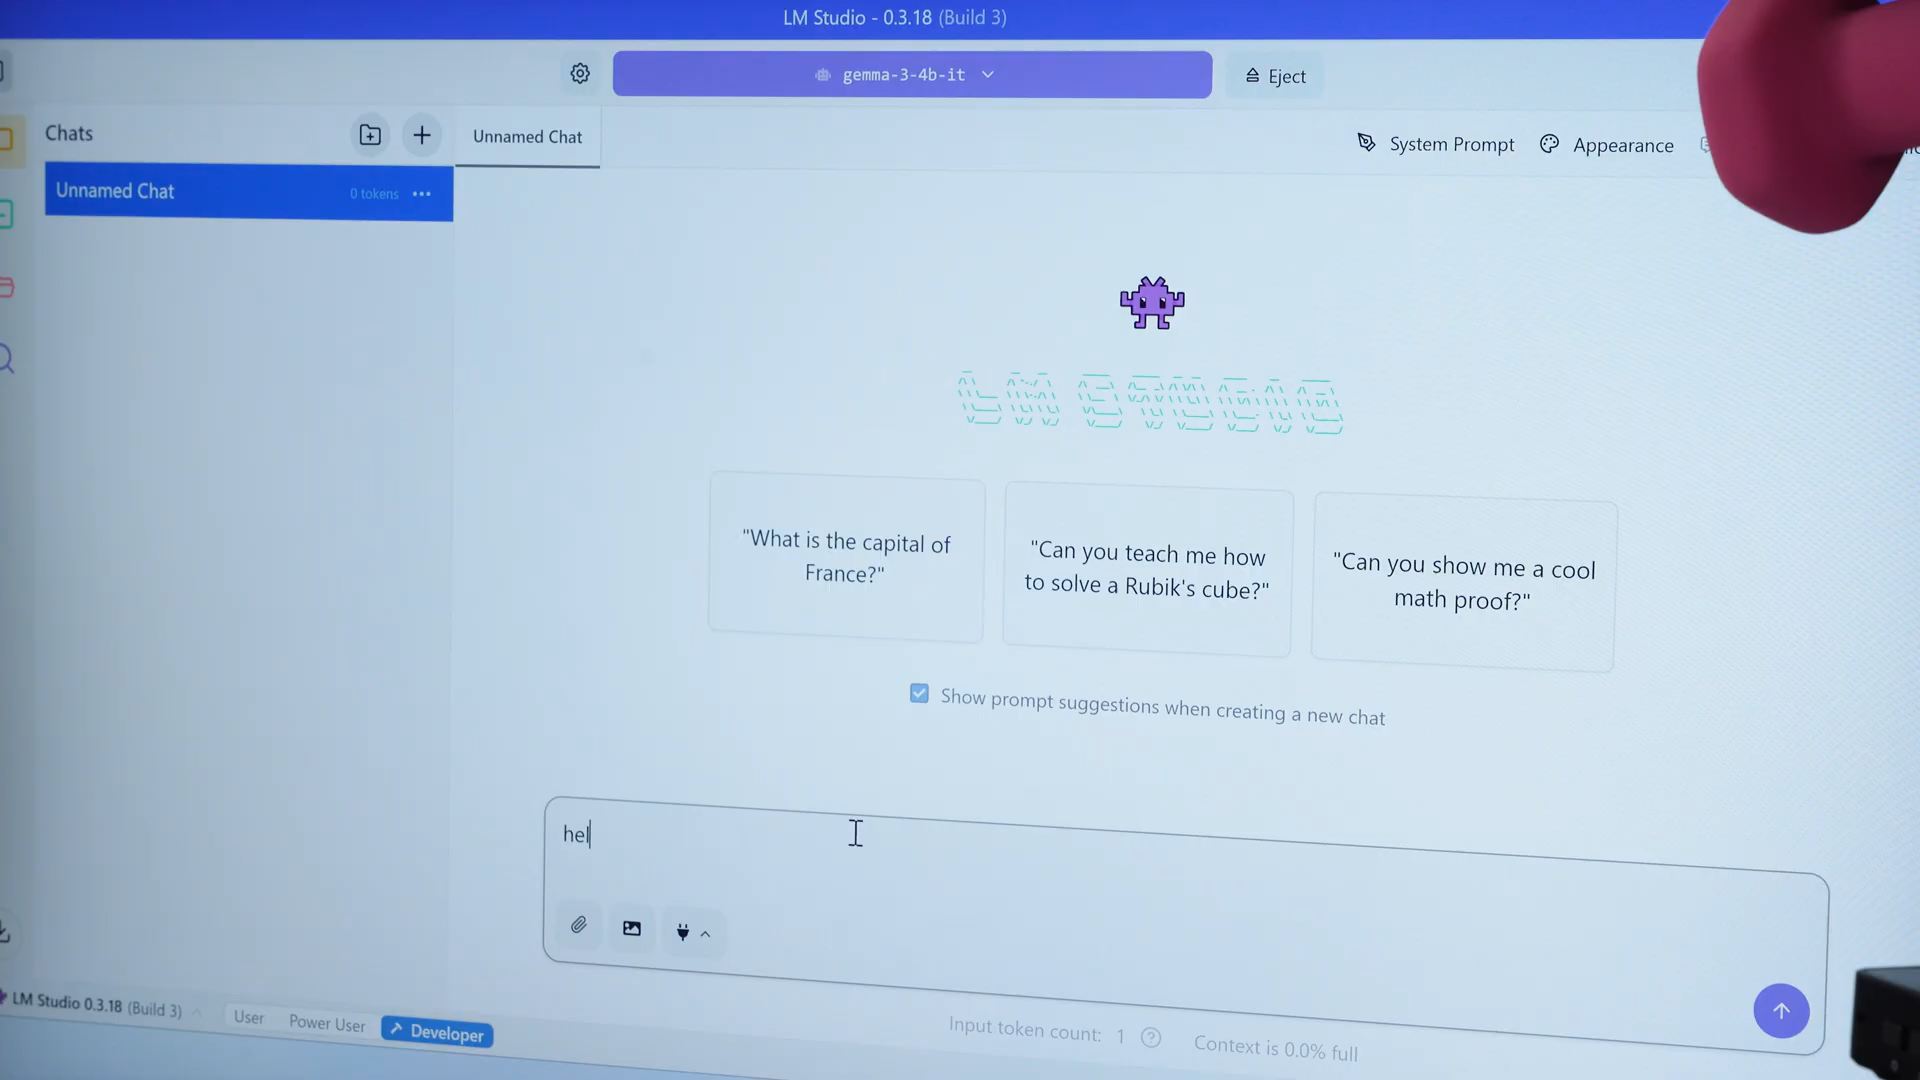 LM Studio - 0.3.18 (Build 3)
gemma-3-4b-it
Eject
Chats
Unnamed Chat
System Prompt
Appearance
Unnamed Chat
0 tokens
LM STUDIO
"What is the capital of
France?"
"Can you teach me how
to solve a Rubik's cube?"
"Can you show me a cool
math proof?"
Show prompt suggestions when creating a new chat
hel
LM Studio 0.3.18 (Build 3)
User
Power User
Developer
Input token count: 1
Context is 0.0% full